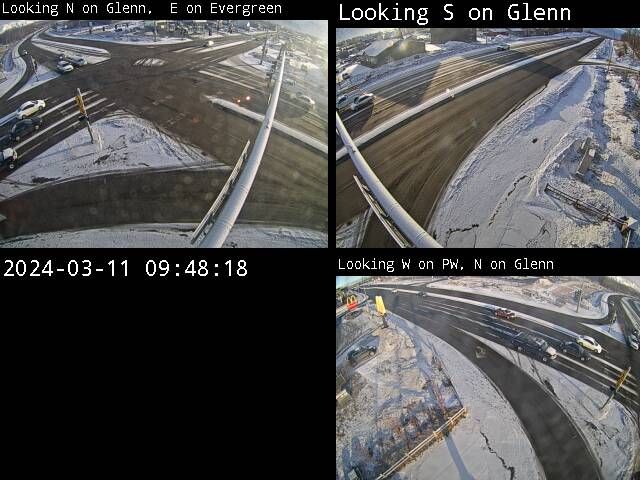 Looking N on Glenn,  E on Evergreen
Looking S on Glenn
2024-03-11 09:48:18
Looking W on PW, N on Glenn